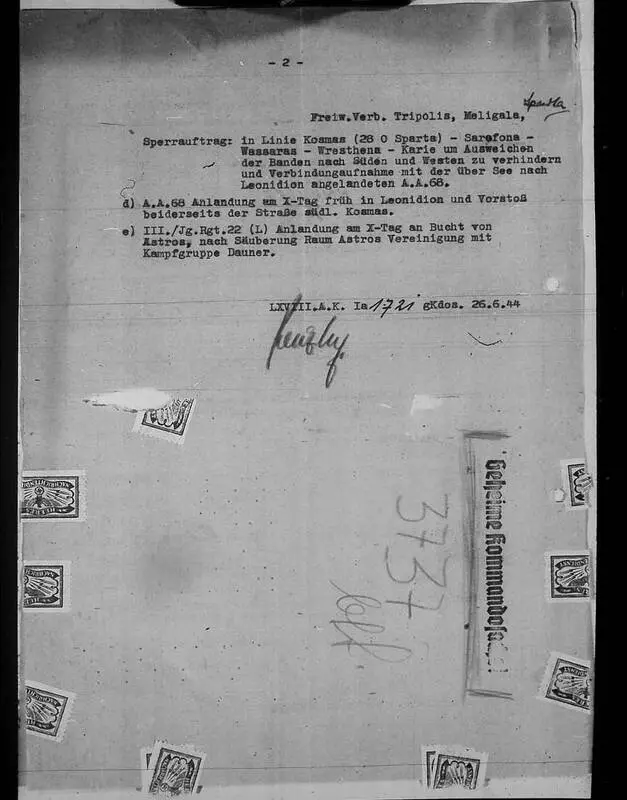 - 2 -
Sparta
Freiw.Verb. Tripolis, Meligala,
Sperrauftrag: in Linie Kosmas (28 O Sparta) - Sarefona -
Wassaras - Wresthena - Karie um Ausweichen
der Banden nach Süden und Westen zu verhindern
und Verbindungaufnahme mit der über See nach
Leonidion angelandeten A.A.68.
d) A.A.68 Anlandung am X-Tag früh in Leonidion und Vorstoß
beiderseits der Straße südl. Kosmas.
e) III./Jg.Rgt.22 (L) Anlandung am X-Tag an Bucht von
Astros, nach Säuberung Raum Astros Vereinigung mit
Kampfgruppe Dauner.
LXVIII.A.K. Ia 1721 gKdos. 26.6.44
Geheime Kommandosache!
3737